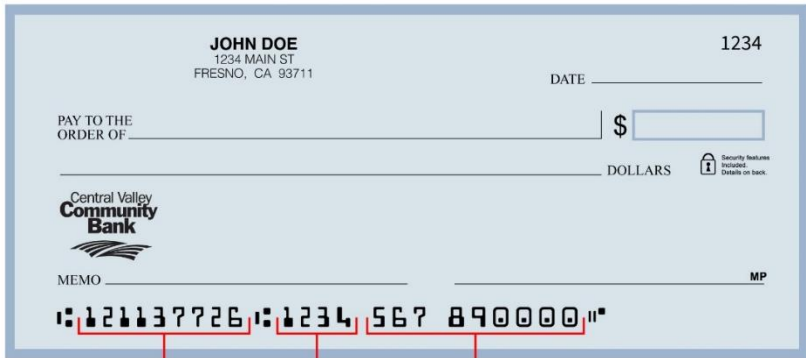 JOHN DOE
1234 MAIN ST
FRESNO, CA 93711
1234
DATE
PAY TO THE
ORDER OF
$
DOLLARS
Security features
Included.
Details on back.
Central Valley
Community
Bank
MEMO
MP
⑆121137726⑆1234 567 890000⑈